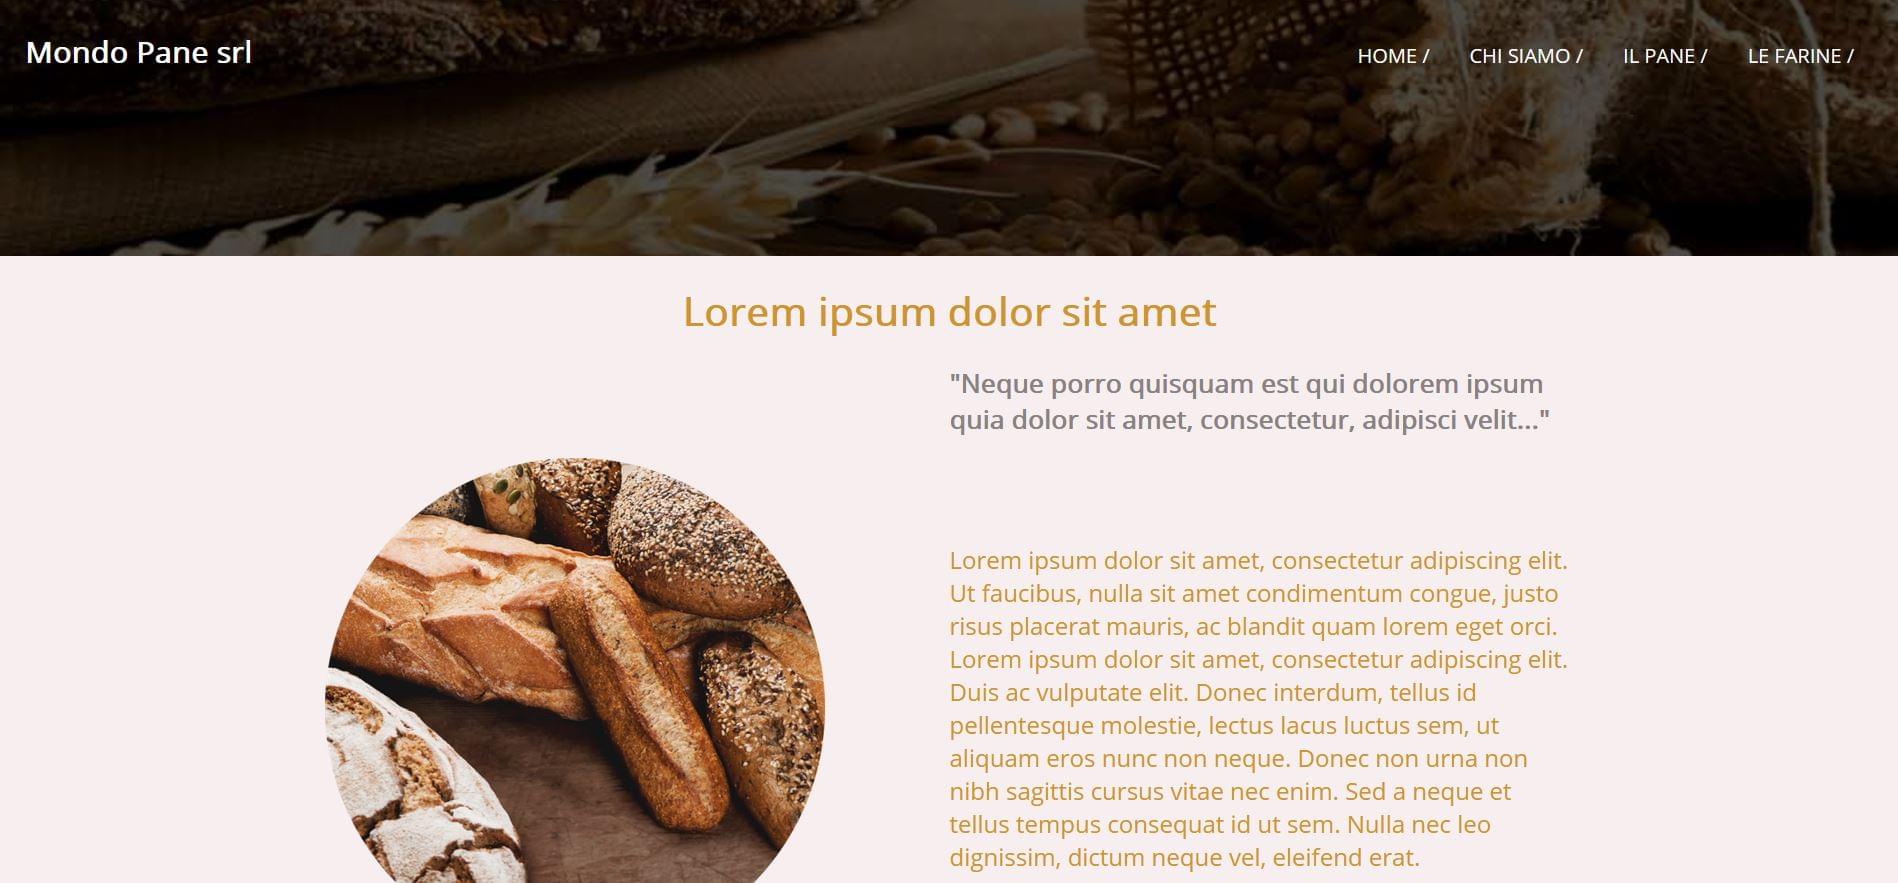 Mondo Pane srl
HOME / CHI SIAMO / IL PANE / LE FARINE /
Lorem ipsum dolor sit amet
"Neque porro quisquam est qui dolorem ipsum
quia dolor sit amet, consectetur, adipisci velit..."
Lorem ipsum dolor sit amet, consectetur adipiscing elit.
Ut faucibus, nulla sit amet condimentum congue, justo
risus placerat mauris, ac blandit quam lorem eget orci.
Lorem ipsum dolor sit amet, consectetur adipiscing elit.
Duis ac vulputate elit. Donec interdum, tellus id
pellentesque molestie, lectus lacus luctus sem, ut
aliquam eros nunc non neque. Donec non urna non
nibh sagittis cursus vitae nec enim. Sed a neque et
tellus tempus consequat id ut sem. Nulla nec leo
dignissim, dictum neque vel, eleifend erat.